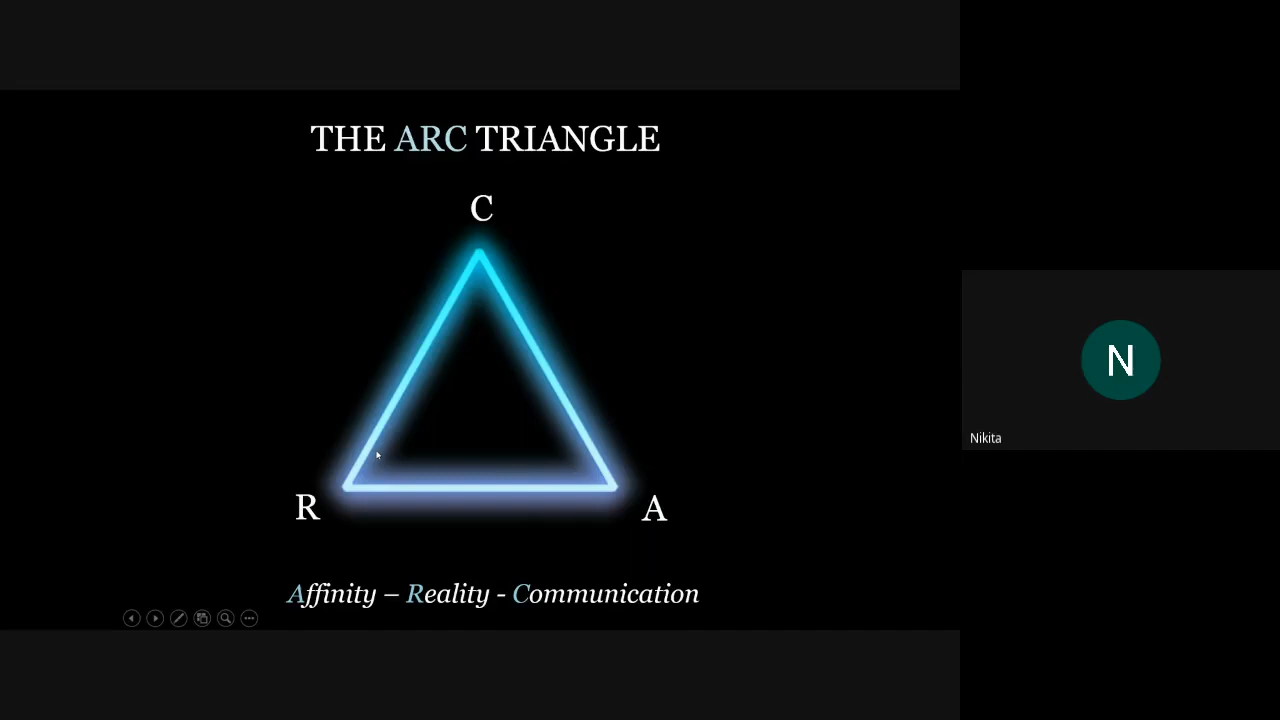 THE ARC TRIANGLE
C
R
A
Affinity – Reality - Communication
N
Nikita